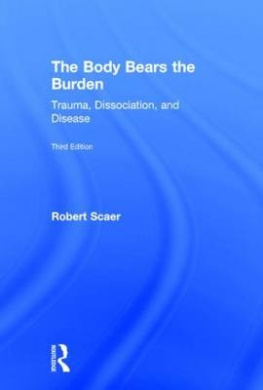 The Body Bears the
Burden
Trauma, Dissociation, and
Disease
Third Edition
Robert Scaer
ROUTLEDGE